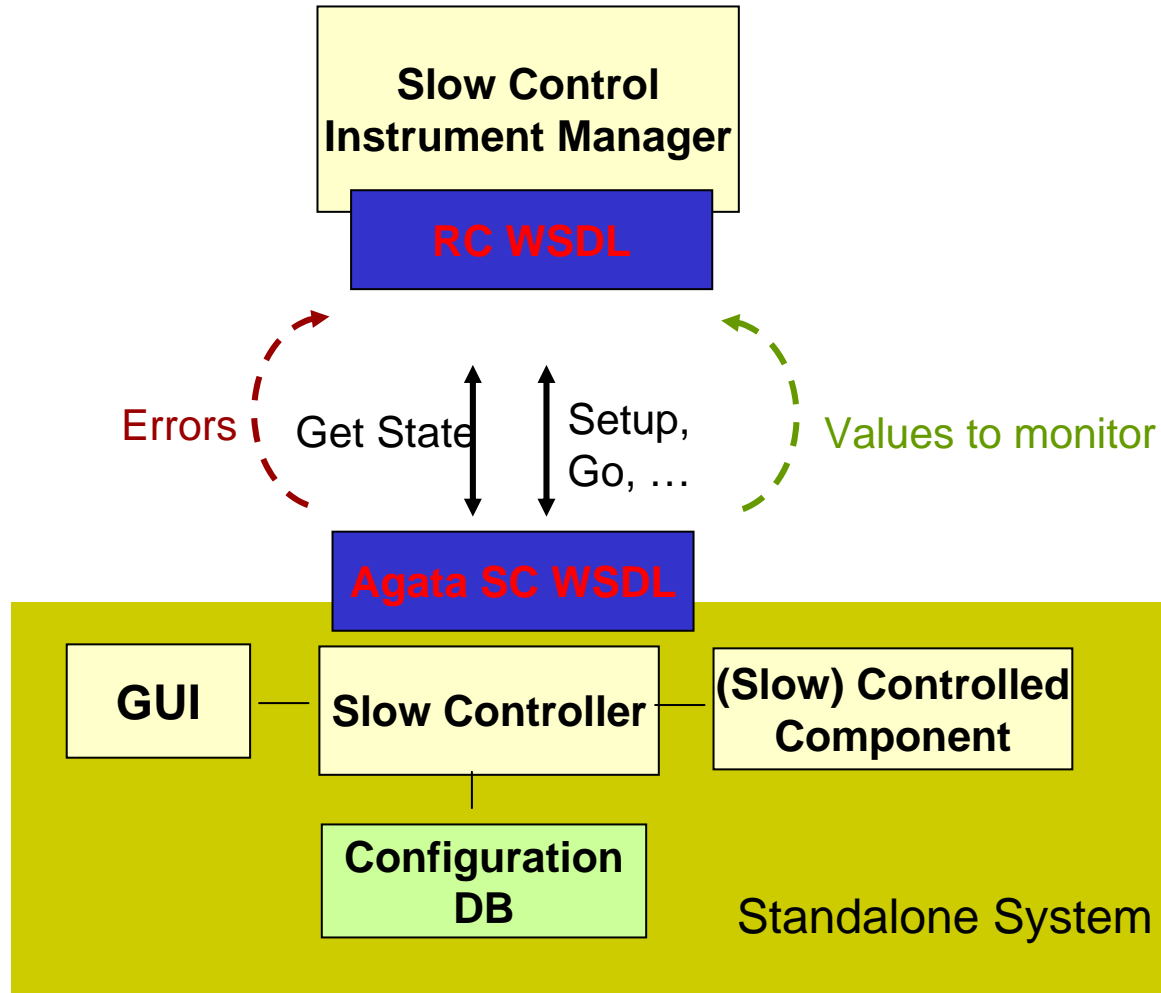 Slow Control
Instrument Manager
RC WSDL
Errors
Get State
Setup,
Go, …
Values to monitor
Agata SC WSDL
GUI
Slow Controller
(Slow) Controlled
Component
Configuration
DB
Standalone System